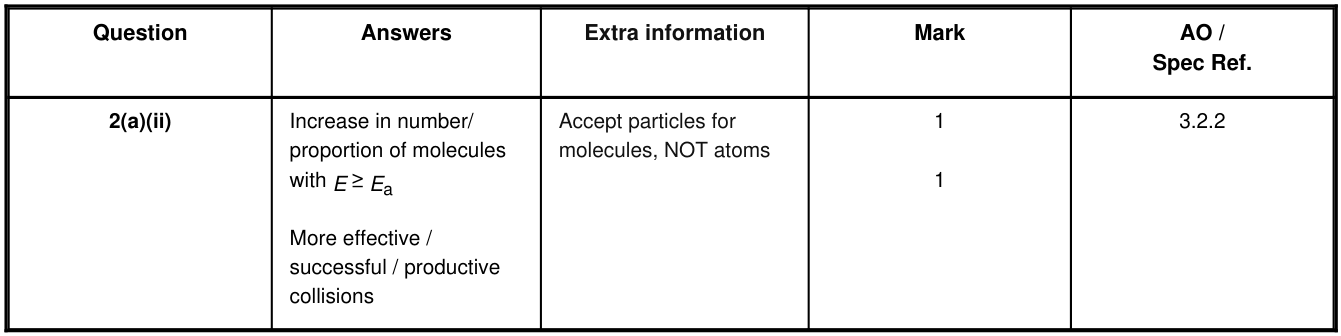 Question Answers Extra information Mark AO /
Spec Ref.
2(a)(ii) Increase in number/ Accept particles for 1 3.2.2
proportion of molecules molecules, NOT atoms
with E ≥ Ea 1
More effective /
successful / productive
collisions